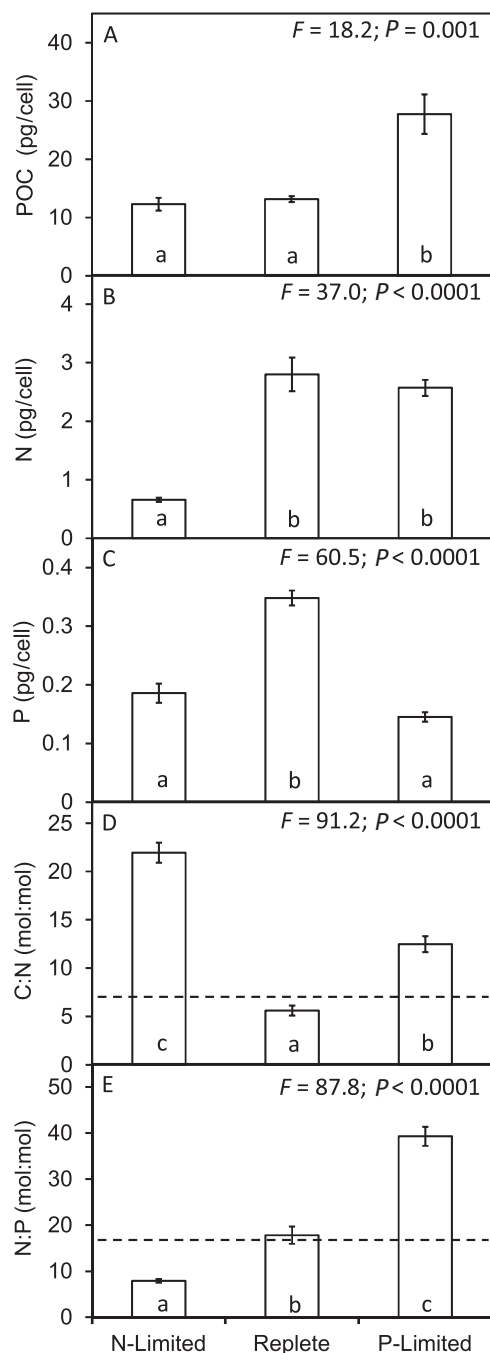 A
F = 18.2; P = 0.001
POC (pg/cell)
40
30
20
10
0
a
a
b
B
F = 37.0; P < 0.0001
N (pg/cell)
4
3
2
1
0
a
b
b
C
F = 60.5; P < 0.0001
P (pg/cell)
0.4
0.3
0.2
0.1
0
a
b
a
D
F = 91.2; P < 0.0001
C:N (mol:mol)
25
20
15
10
5
0
c
a
b
E
F = 87.8; P < 0.0001
N:P (mol:mol)
50
40
30
20
10
0
a
b
c
N-Limited
Replete
P-Limited